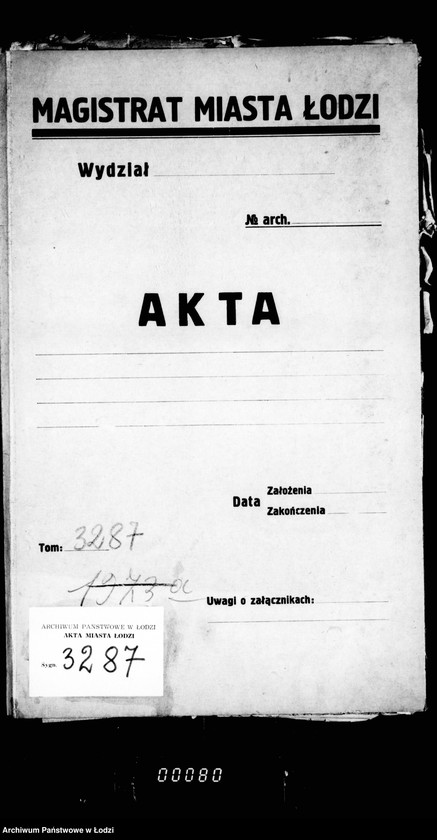 MAGISTRAT MIASTA ŁODZI
Wydział
№ arch.
AKTA
Data Założenia
Zakończenia
Tom: 3287
1973 a
Uwagi o załącznikach:
ARCHIWUM PAŃSTWOWE W ŁODZI
AKTA MIASTA ŁODZI
Sygn. 3287
00080
Archiwum Państwowe w Łodzi